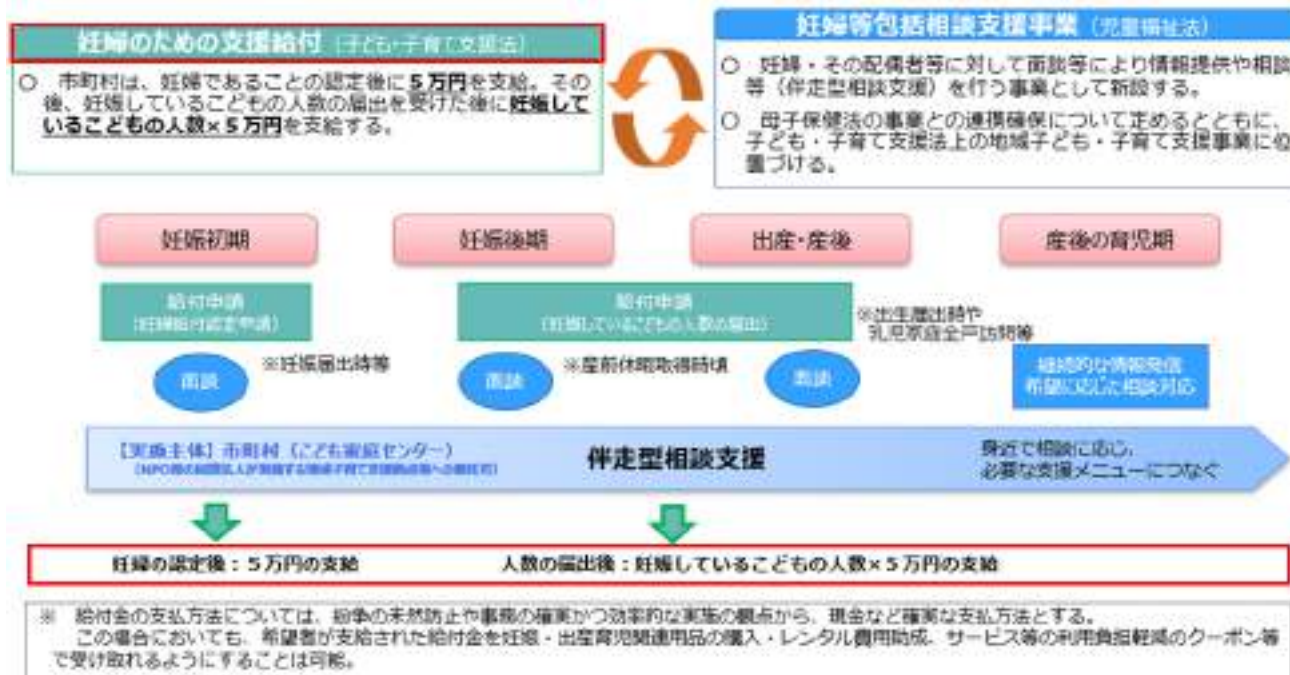 妊婦のための支援給付（子ども・子育て支援法）
○ 市町村は、妊婦であることの認定後に５万円を支給。その
後、妊娠しているこどもの人数の届出を受けた後に妊娠して
いるこどもの人数×５万円を支給する。
妊婦等包括相談支援事業（児童福祉法）
○ 妊婦・その配偶者等に対して面談等により情報提供や相談
等（伴走型相談支援）を行う事業として新設する。
○ 母子保健法の事業との連携確保について定めるとともに、
子ども・子育て支援法上の地域子ども・子育て支援事業に位
置づける。
妊娠初期
妊娠後期
出産・産後
産後の育児期
給付申請
（妊婦給付認定申請）
給付申請
（妊娠しているこどもの人数の届出）
※出生届出時や
乳児家庭全戸訪問等
面談
※妊娠届出時等
面談
※産前休暇取得時頃
面談
継続的な情報発信
希望に応じた相談対応
【実施主体】市町村（こども家庭センター）
伴走型相談支援
身近で相談に応じ、
必要な支援メニューにつなぐ
妊婦の認定後：５万円の支給
人数の届出後：妊娠しているこどもの人数×５万円の支給
※ 給付金の支払方法については、紛争の未然防止や事務の確実かつ効率的な実施の観点から、現金など確実な支払方法とする。
この場合においても、希望者が支給された給付金を妊娠・出産育児関連用品の購入・レンタル費用助成、サービス等の利用負担軽減のクーポン等
で受け取れるようにすることは可能。